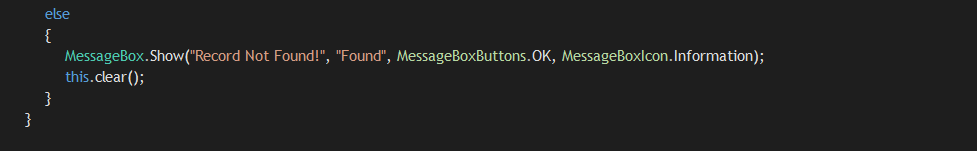 else
{
MessageBox.Show("Record Not Found!", "Found", MessageBoxButtons.OK, MessageBoxIcon.Information);
this.clear();
}
}